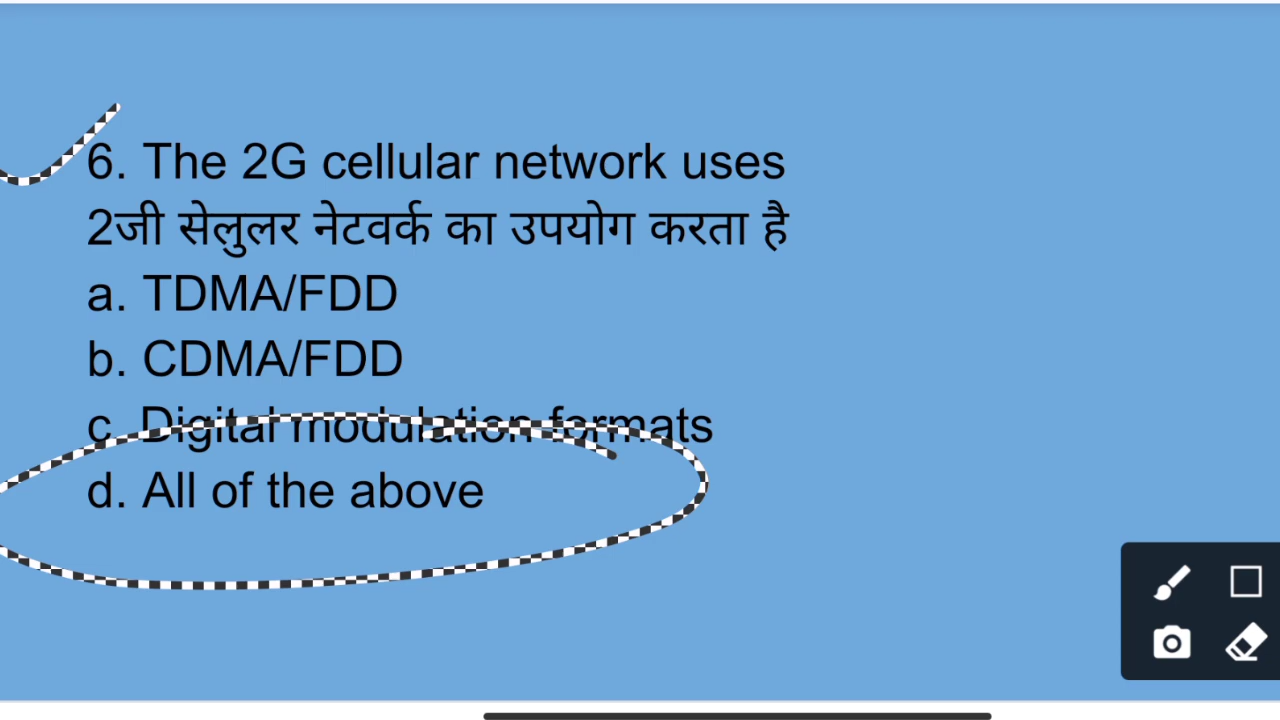 6. The 2G cellular network uses
2जी सेलुलर नेटवर्क का उपयोग करता है
a. TDMA/FDD
b. CDMA/FDD
c. Digital modulation formats
d. All of the above